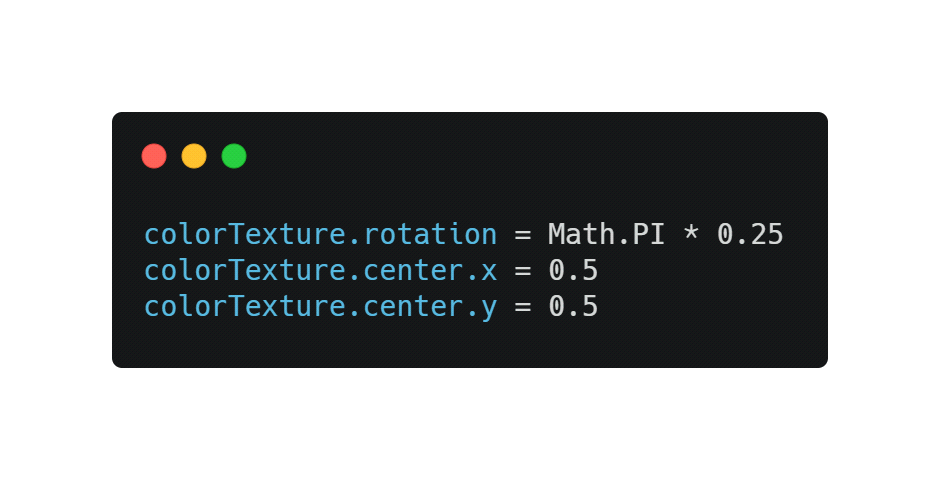 colorTexture.rotation = Math.PI * 0.25
colorTexture.center.x = 0.5
colorTexture.center.y = 0.5